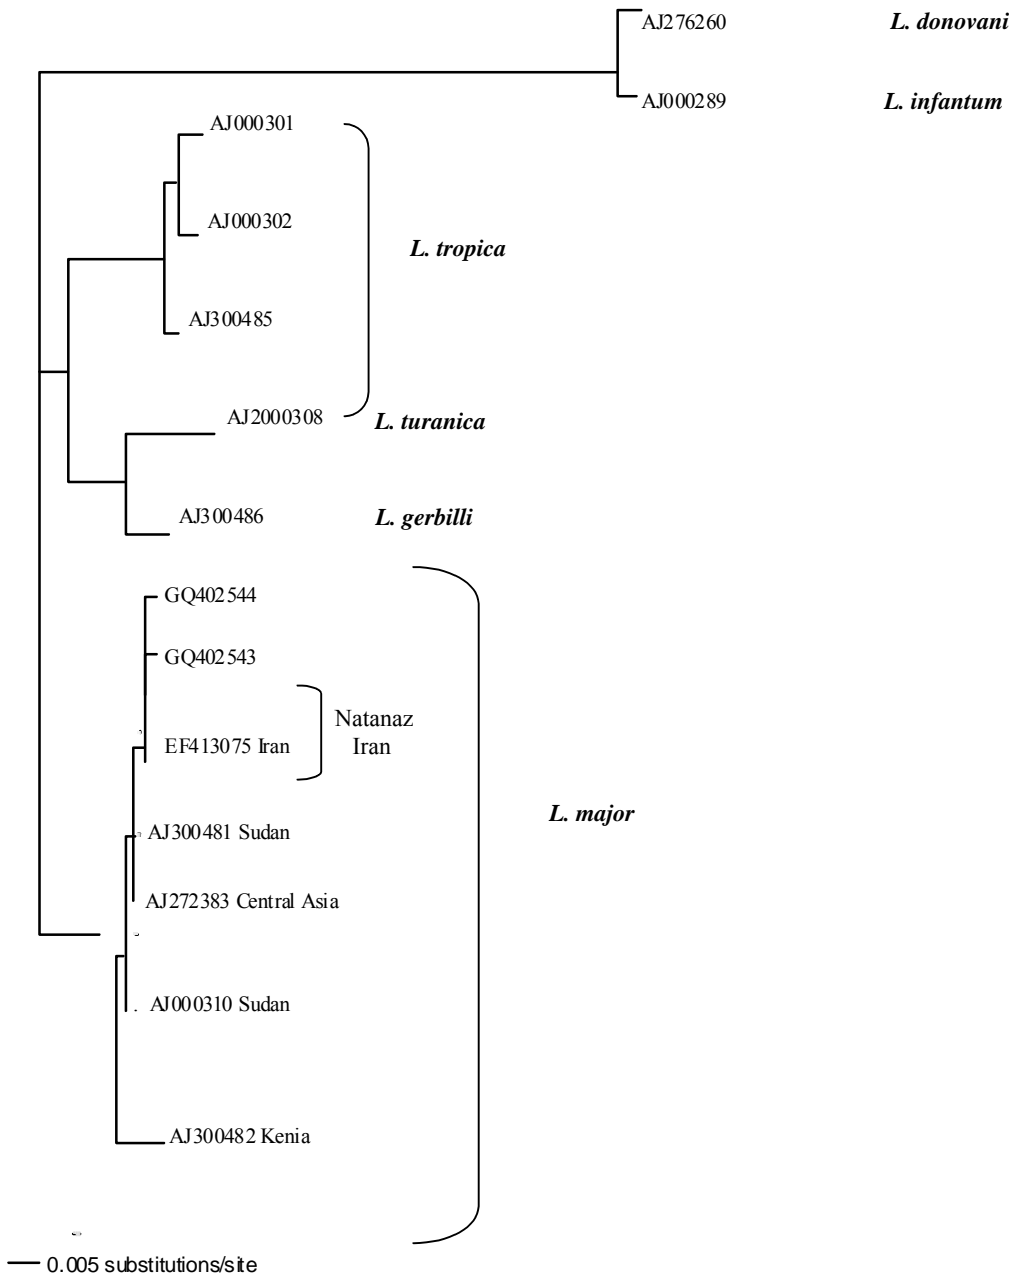 AJ276260 L. donovani
AJ000289 L. infantum
AJ000301
AJ000302
L. tropica
AJ300485
AJ2000308 L. turanica
AJ300486 L. gerbilli
GQ402544
GQ402543
Natanaz
Iran
EF413075 Iran
L. major
AJ300481 Sudan
AJ272383 Central Asia
AJ000310 Sudan
AJ300482 Kenia
0.005 substitutions/site